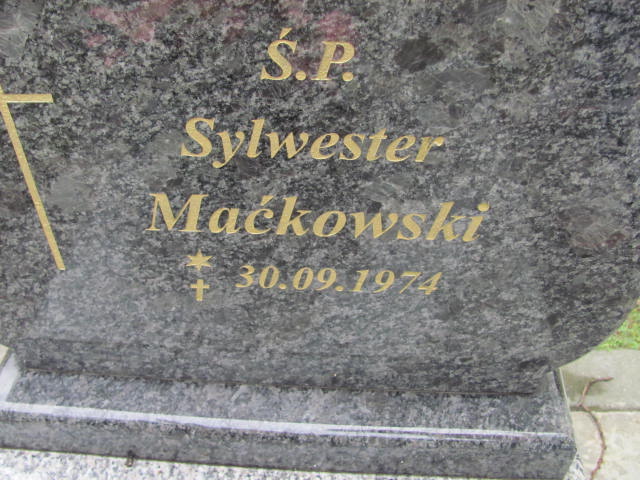 Ś.P.
Sylwester
Maćkowski
✶ ✝ 30.09.1974